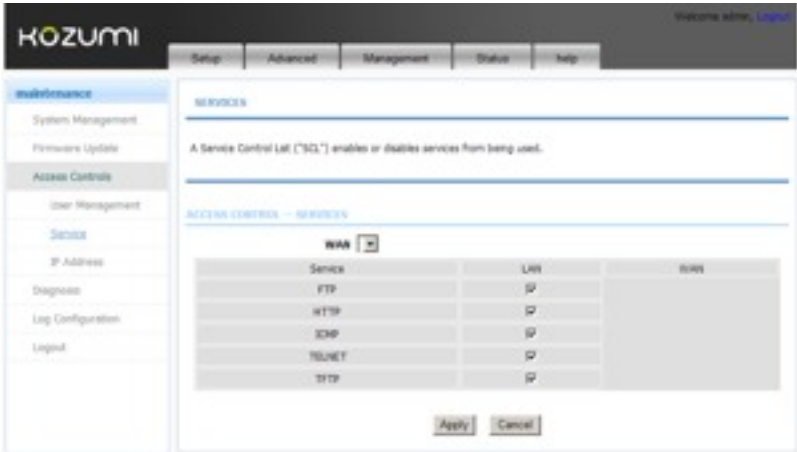 KOZUMI
Welcome admin, Logout
Setup Advanced Management Status help
maintenance
System Management
Firmware Update
Access Controls
User Management
Service
IP Address
Diagnosis
Log Configuration
Logout
SERVICES
A Service Control List ("SCL") enables or disables services from being used.
ACCESS CONTROL -- SERVICES
WAN
Service LAN WAN
FTP
HTTP
ICMP
TELNET
TFTP
Apply Cancel